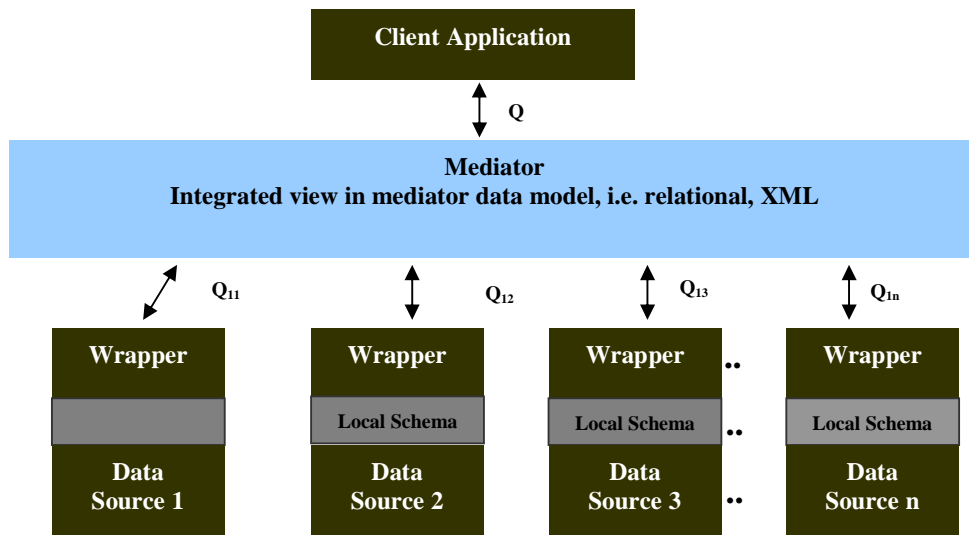 Client Application
Q
Mediator
Integrated view in mediator data model, i.e. relational, XML
Q₁₁
Q₁₂
Q₁₃
Q₁ₙ
Wrapper
Wrapper
Wrapper
..
Wrapper
Local Schema
Local Schema
..
Local Schema
Data
Source 1
Data
Source 2
Data
Source 3
..
Data
Source n